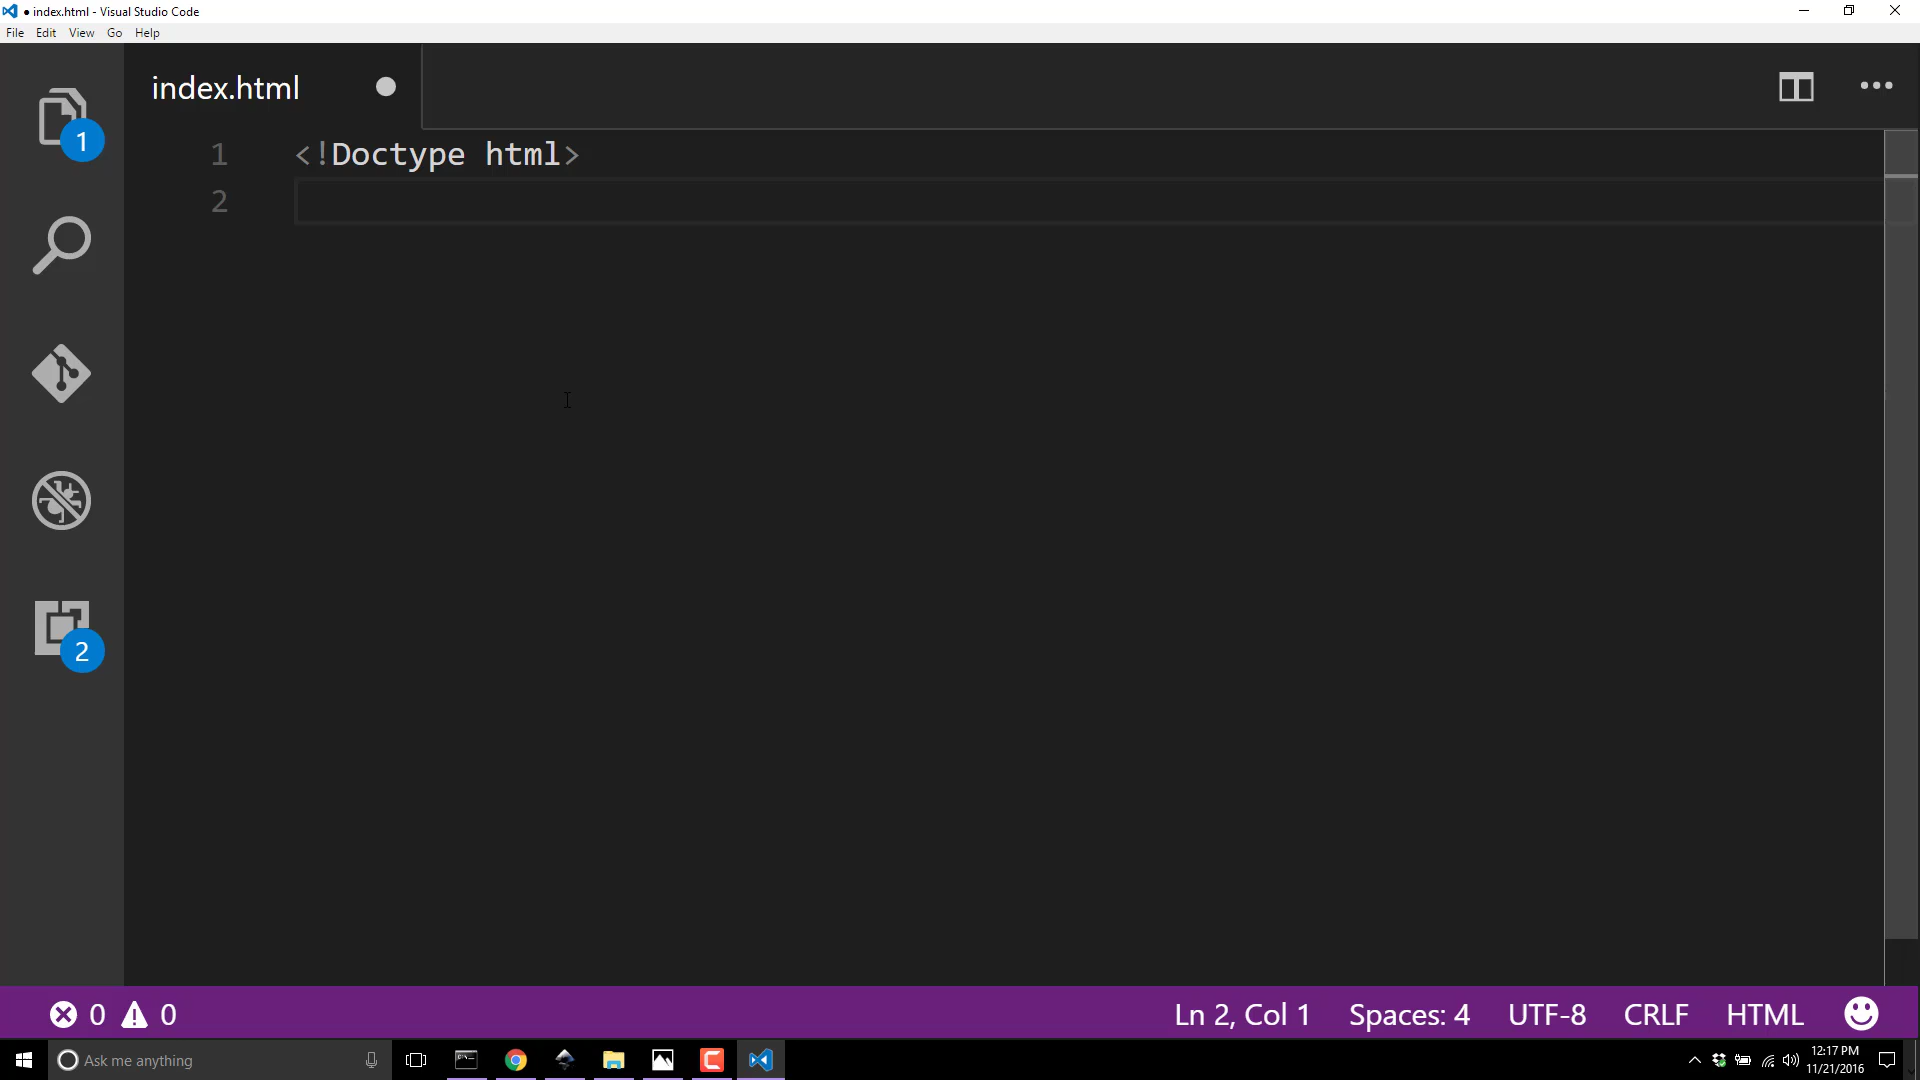 ● index.html - Visual Studio Code
File Edit View Go Help
index.html
1 <!Doctype html>
2
1
2
0 0 Ln 2, Col 1 Spaces: 4 UTF-8 CRLF HTML
Ask me anything
12:17 PM
11/21/2016